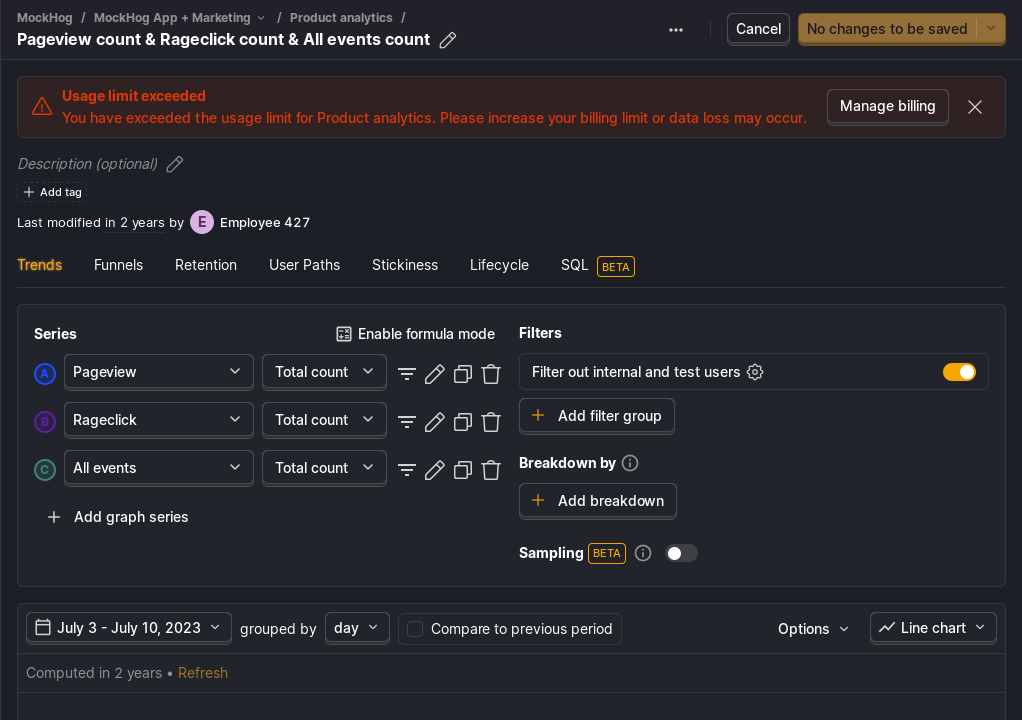 MockHog / MockHog App + Marketing / Product analytics /
Pageview count & Rageclick count & All events count
Cancel
No changes to be saved
Usage limit exceeded
You have exceeded the usage limit for Product analytics. Please increase your billing limit or data loss may occur.
Manage billing
Description (optional)
Add tag
Last modified in 2 years by E Employee 427
Trends Funnels Retention User Paths Stickiness Lifecycle SQL BETA
Series
Enable formula mode
A Pageview Total count
B Rageclick Total count
C All events Total count
Add graph series
Filters
Filter out internal and test users
Add filter group
Breakdown by
Add breakdown
Sampling BETA
July 3 - July 10, 2023 grouped by day Compare to previous period Options Line chart
Computed in 2 years • Refresh